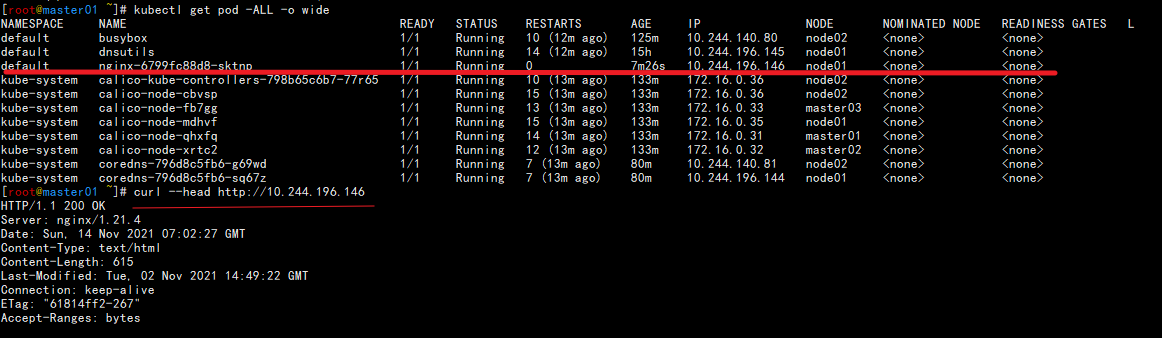 [root@master01 ~]# kubectl get pod -ALL -o wide
NAMESPACE NAME READY STATUS RESTARTS AGE IP NODE NOMINATED NODE READINESS GATES L
default busybox 1/1 Running 10 (12m ago) 125m 10.244.140.80 node02 <none> <none>
default dnsutils 1/1 Running 14 (12m ago) 15h 10.244.196.145 node01 <none> <none>
default nginx-6799fc88d8-sktnp 1/1 Running 0 7m26s 10.244.196.146 node01 <none> <none>
kube-system calico-kube-controllers-798b65c6b7-77r65 1/1 Running 10 (13m ago) 133m 172.16.0.36 node02 <none> <none>
kube-system calico-node-cbvsp 1/1 Running 15 (13m ago) 133m 172.16.0.36 node02 <none> <none>
kube-system calico-node-fb7gg 1/1 Running 13 (13m ago) 133m 172.16.0.33 master03 <none> <none>
kube-system calico-node-mdhvf 1/1 Running 15 (13m ago) 133m 172.16.0.35 node01 <none> <none>
kube-system calico-node-qhxfq 1/1 Running 14 (13m ago) 133m 172.16.0.31 master01 <none> <none>
kube-system calico-node-xrtc2 1/1 Running 12 (13m ago) 133m 172.16.0.32 master02 <none> <none>
kube-system coredns-796d8c5fb6-g69wd 1/1 Running 7 (13m ago) 80m 10.244.140.81 node02 <none> <none>
kube-system coredns-796d8c5fb6-sq67z 1/1 Running 7 (13m ago) 80m 10.244.196.144 node01 <none> <none>
[root@master01 ~]# curl --head http://10.244.196.146
HTTP/1.1 200 OK
Server: nginx/1.21.4
Date: Sun, 14 Nov 2021 07:02:27 GMT
Content-Type: text/html
Content-Length: 615
Last-Modified: Tue, 02 Nov 2021 14:49:22 GMT
Connection: keep-alive
ETag: "61814ff2-267"
Accept-Ranges: bytes